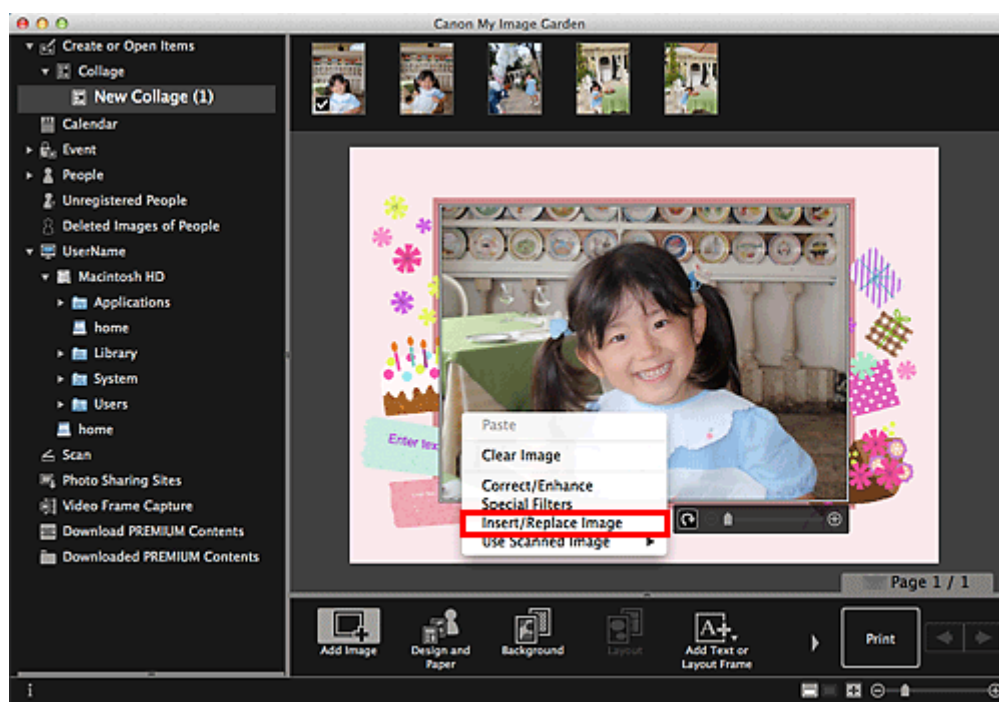 Canon My Image Garden
Create or Open Items
Collage
New Collage (1)
Calendar
Event
People
Unregistered People
Deleted Images of People
UserName
Macintosh HD
Applications
home
Library
System
Users
home
Scan
Photo Sharing Sites
Video Frame Capture
Download PREMIUM Contents
Downloaded PREMIUM Contents
Enter tex
Paste
Clear Image
Correct/Enhance
Special Filters
Insert/Replace Image
Use Scanned Image
Page 1 / 1
Add Image
Design and
Paper
Background
Layout
Add Text or
Layout Frame
Print